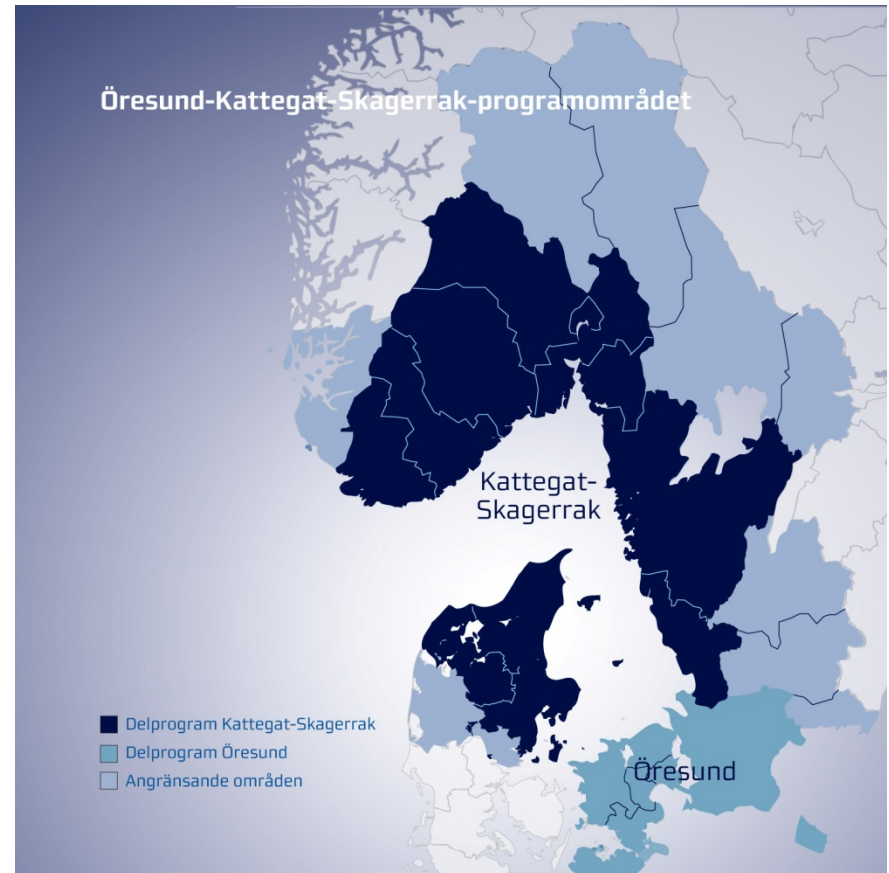 Öresund-Kattegat-Skagerrak-programområdet
Kattegat-
Skagerrak
Delprogram Kattegat-Skagerrak
Delprogram Öresund
Angränsande områden
Öresund